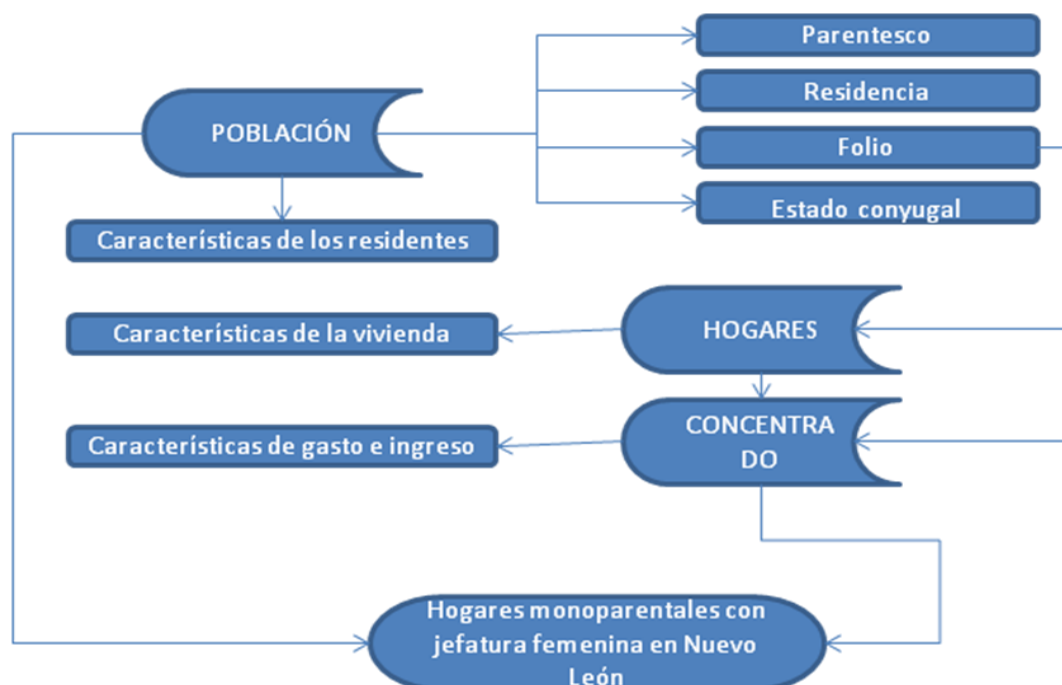 Parentesco
Residencia
POBLACIÓN
Folio
Estado conyugal
Característícas de los residentes
HOGARES
Características de la vivienda
CONCENTRA
DO
Características de gasto e ingreso
Hogares monoparentales con
jefatura femenina en Nuevo
León